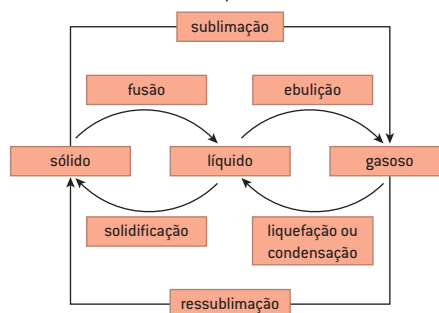 sublimação
fusão
ebulição
sólido
líquido
gasoso
solidificação
liquefação ou
condensação
ressublimação